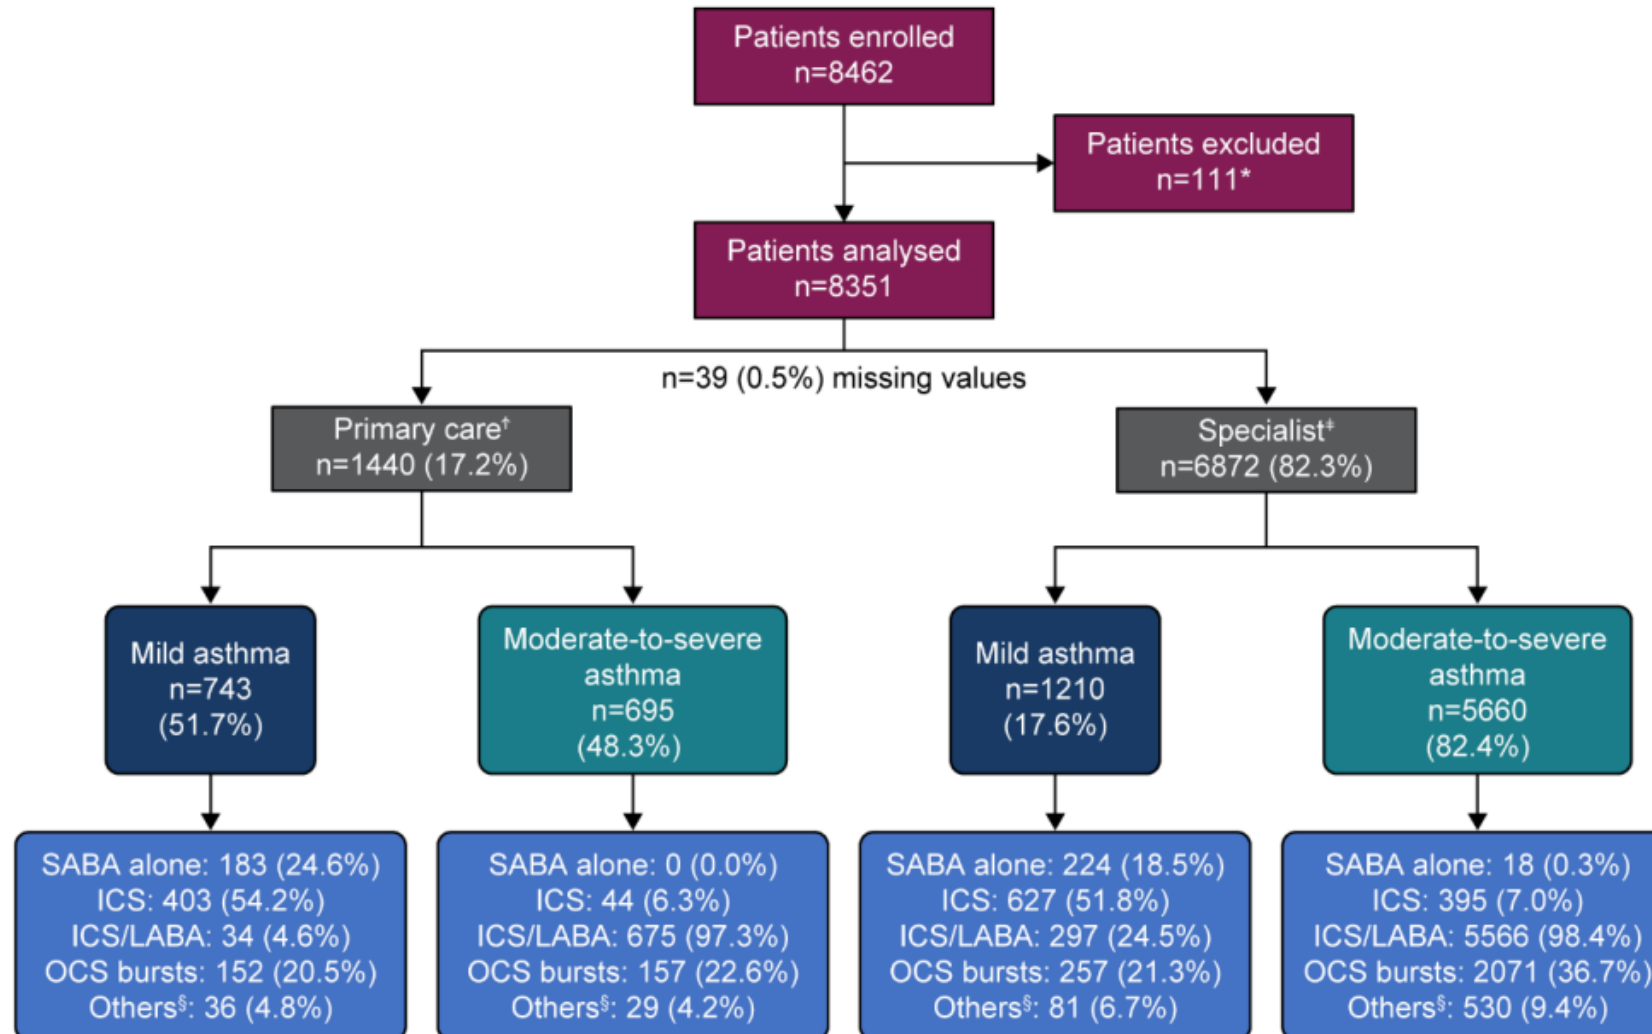 Patients enrolled
n=8462
Patients excluded
n=111*
Patients analysed
n=8351
n=39 (0.5%) missing values
Primary care†
n=1440 (17.2%)
Specialist‡
n=6872 (82.3%)
Mild asthma
n=743
(51.7%)
Moderate-to-severe
asthma
n=695
(48.3%)
Mild asthma
n=1210
(17.6%)
Moderate-to-severe
asthma
n=5660
(82.4%)
SABA alone: 183 (24.6%)
ICS: 403 (54.2%)
ICS/LABA: 34 (4.6%)
OCS bursts: 152 (20.5%)
Others§: 36 (4.8%)
SABA alone: 0 (0.0%)
ICS: 44 (6.3%)
ICS/LABA: 675 (97.3%)
OCS bursts: 157 (22.6%)
Others§: 29 (4.2%)
SABA alone: 224 (18.5%)
ICS: 627 (51.8%)
ICS/LABA: 297 (24.5%)
OCS bursts: 257 (21.3%)
Others§: 81 (6.7%)
SABA alone: 18 (0.3%)
ICS: 395 (7.0%)
ICS/LABA: 5566 (98.4%)
OCS bursts: 2071 (36.7%)
Others§: 530 (9.4%)